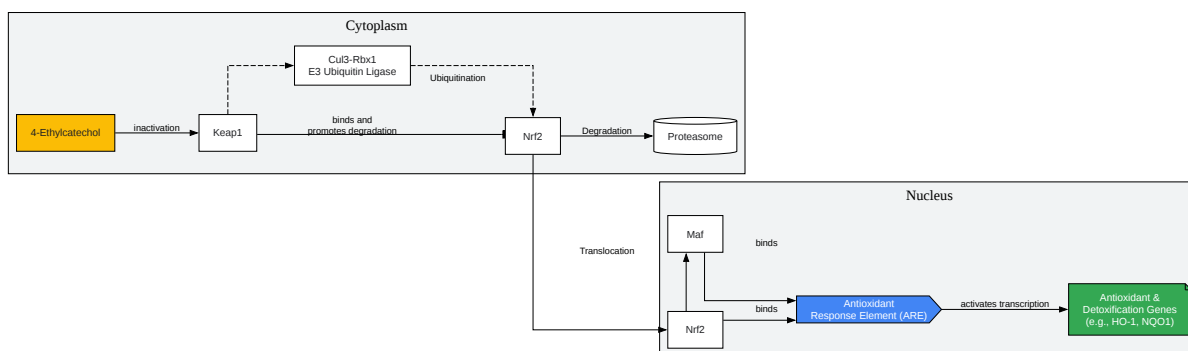 Cytoplasm
Cul3-Rbx1
E3 Ubiquitin Ligase
Ubiquitination
4-Ethylcatechol
inactivation
Keap1
binds and
promotes degradation
Nrf2
Degradation
Proteasome
Nucleus
Maf
binds
Translocation
Nrf2
binds
Antioxidant
Response Element (ARE)
activates transcription
Antioxidant &
Detoxification Genes
(e.g., HO-1, NQO1)